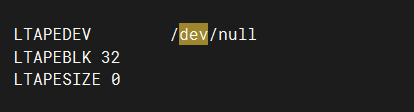 LTAPEDEV        /dev/null
LTAPEBLK 32
LTAPESIZE 0